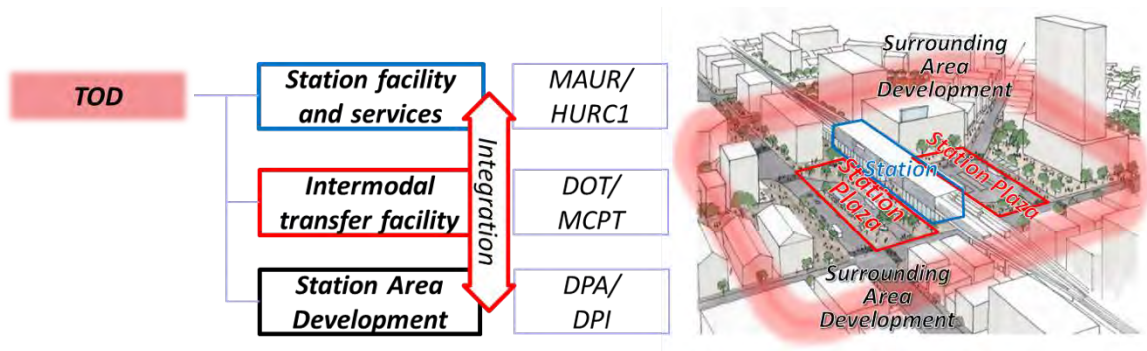 TOD
Station facility
and services
MAUR/
HURC1
Intermodal
transfer facility
DOT/
MCPT
Station Area
Development
DPA/
DPI
Integration
Surrounding
Area
Development
Station
Station Plaza
Station
Plaza
Surrounding
Area
Development